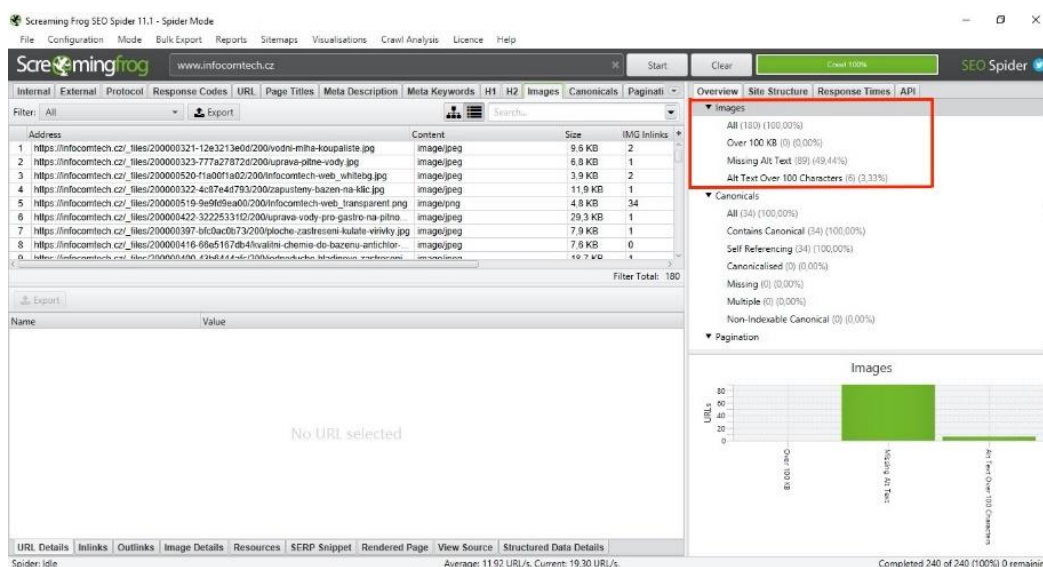 Screaming Frog SEO Spider 11.1 - Spider Mode
File Configuration Mode Bulk Export Reports Sitemaps Visualisations Crawl Analysis Licence Help
Screamingfrog www.infocomtech.cz Start Clear Crawl 100% SEO Spider
Internal External Protocol Response Codes URL Page Titles Meta Description Meta Keywords H1 H2 Images Canonicals Paginati
Filter: All Export Search...
Address Content Size IMG Inlinks
1 https://infocomtech.cz/_files/200000321-12e3213e0d/200/vodni-mlha-koupaliste.jpg image/jpeg 9,6 KB 2
2 https://infocomtech.cz/_files/200000323-777a27872d/200/uprava-pitne-vody.jpg image/jpeg 6,8 KB 1
3 https://infocomtech.cz/_files/200000520-f1a00f1a02/200/infocomtech-web_whitebg.jpg image/jpeg 3,9 KB 2
4 https://infocomtech.cz/_files/200000322-4c87e4d793/200/zapusteny-bazen-na-klic.jpg image/jpeg 11,9 KB 1
5 https://infocomtech.cz/_files/200000519-9e9fd9ea00/200/Infocomtech-web_transparent.png image/png 4,8 KB 34
6 https://infocomtech.cz/_files/200000422-32225331f2/200/uprava-vody-pro-gastro-na-pitno... image/jpeg 29,3 KB 1
7 https://infocomtech.cz/_files/200000397-bfc0ac0b73/200/ploche-zastreseni-kulate-virivky.jpg image/jpeg 7,9 KB 1
8 https://infocomtech.cz/_files/200000416-66e5167db4/kvalitni-chemie-do-bazenu-antichlor-... image/jpeg 7,6 KB 0
Filter Total: 180
Export
Name Value
No URL selected
URL Details Inlinks Outlinks Image Details Resources SERP Snippet Rendered Page View Source Structured Data Details
Spider: Idle Average: 11.92 URL/s. Current: 19.30 URL/s. Completed 240 of 240 (100%) 0 remainin
Overview Site Structure Response Times API
Images
All (180) (100,00%)
Over 100 KB (0) (0,00%)
Missing Alt Text (89) (49,44%)
Alt Text Over 100 Characters (6) (3,33%)
Canonicals
All (34) (100,00%)
Contains Canonical (34) (100,00%)
Self Referencing (34) (100,00%)
Canonicalised (0) (0,00%)
Missing (0) (0,00%)
Multiple (0) (0,00%)
Non-Indexable Canonical (0) (0,00%)
Pagination
Images
URLs
80
60
40
20
0
Over 100 KB
Missing Alt Text
Alt Text Over 100 Characters